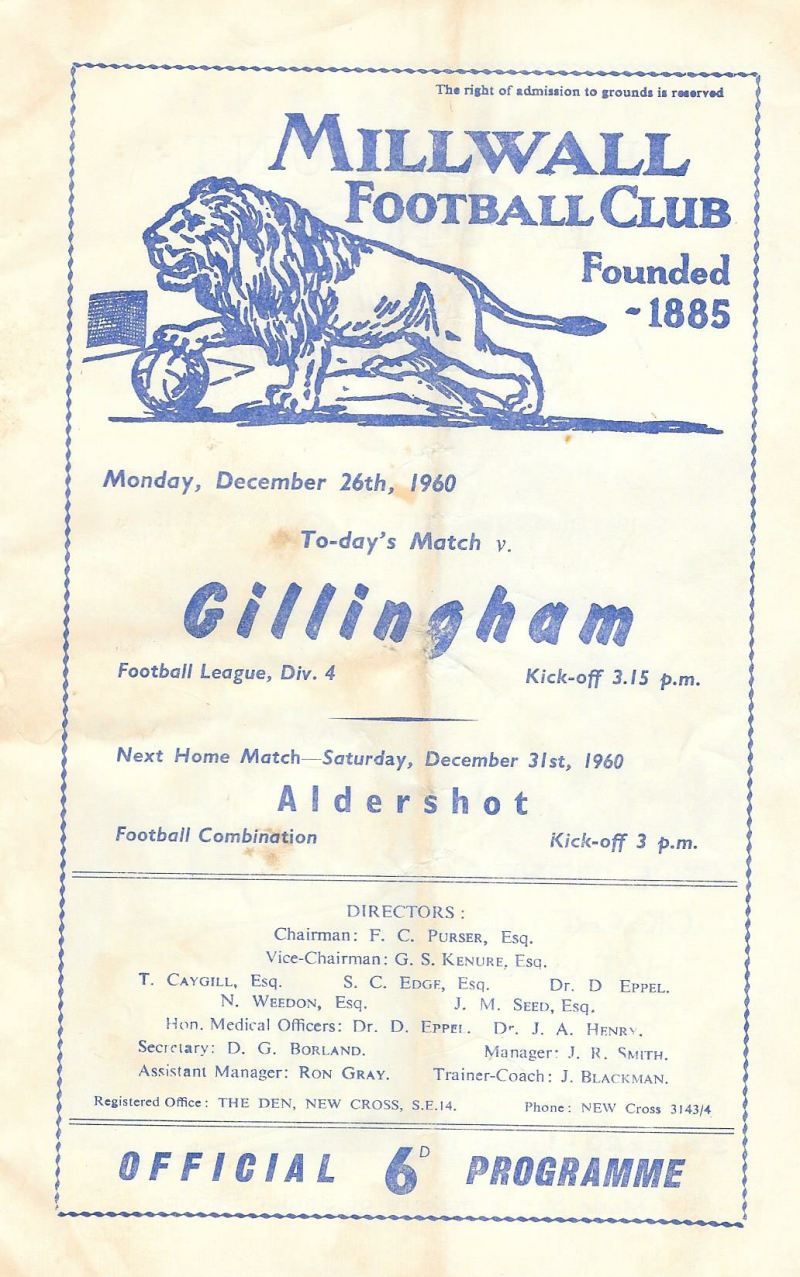 The right of admission to grounds is reserved
MILLWALL
FOOTBALL CLUB
Founded
~1885
Monday, December 26th, 1960
To-day's Match v.
Gillingham
Football League, Div. 4 Kick-off 3.15 p.m.
Next Home Match—Saturday, December 31st, 1960
Aldershot
Football Combination Kick-off 3 p.m.
DIRECTORS :
Chairman: F. C. PURSER, Esq.
Vice-Chairman: G. S. KENURE, Esq.
T. CAYGILL, Esq. S. C. EDGE, Esq. Dr. D EPPEL.
N. WEEDON, Esq. J. M. SEED, Esq.
Hon. Medical Officers: Dr. D. EPPEL. Dr. J. A. HENRY.
Secretary: D. G. BORLAND. Manager: J. R. SMITH.
Assistant Manager: RON GRAY. Trainer-Coach: J. BLACKMAN.
Registered Office: THE DEN, NEW CROSS, S.E.14. Phone: NEW Cross 3143/4
OFFICIAL 6D PROGRAMME